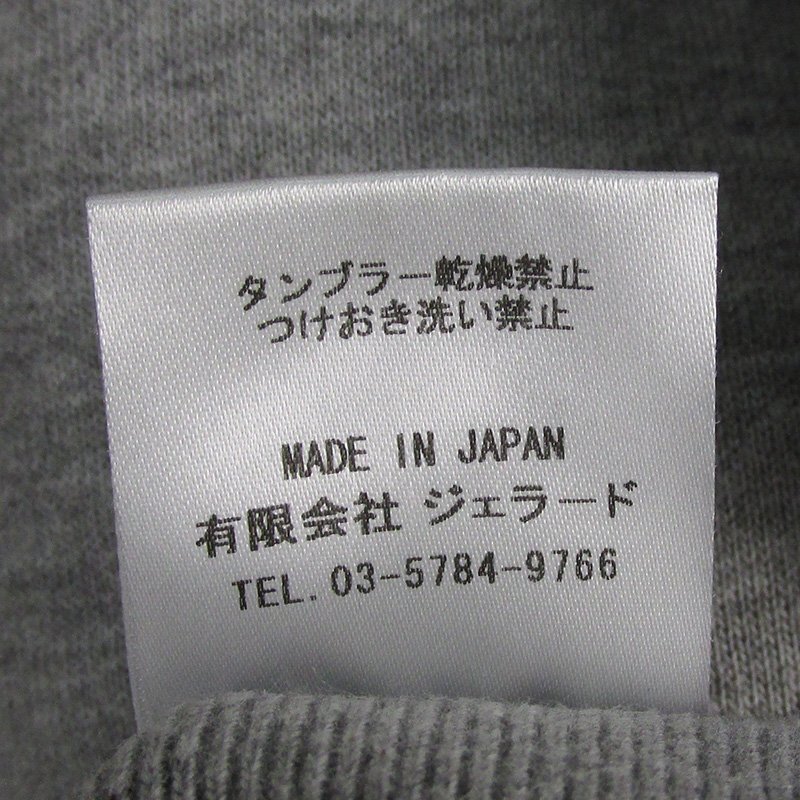 タンブラー乾燥禁止
つけおき洗い禁止
MADE IN JAPAN
有限会社 ジェラード
TEL. 03-5784-9766